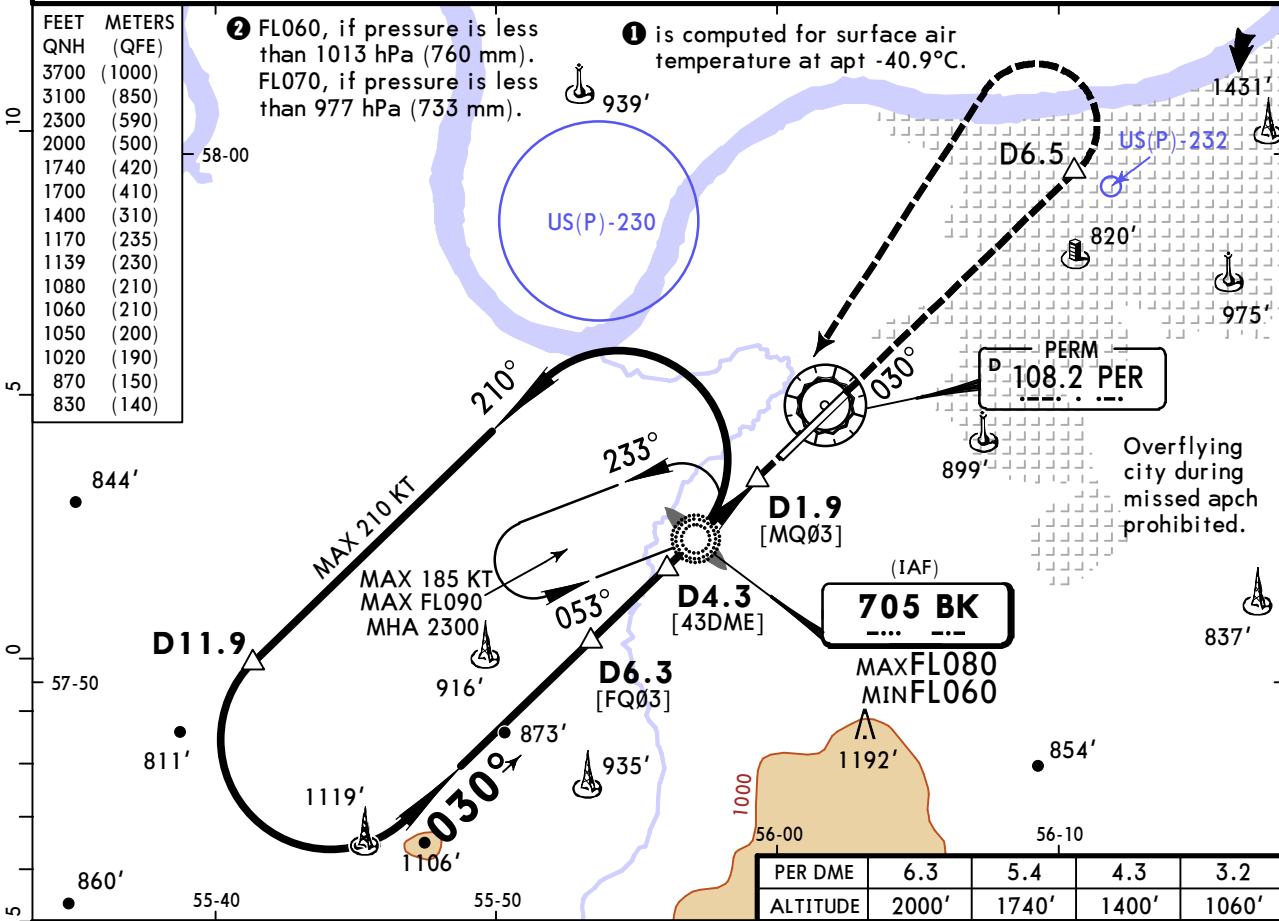 FEET METERS
QNH (QFE)
3700 (1000)
3100 (850)
2300 (590)
2000 (500)
1740 (420)
1700 (410)
1400 (310)
1170 (235)
1139 (230)
1080 (210)
1060 (210)
1050 (200)
1020 (190)
870 (150)
830 (140)
❷ FL060, if pressure is less
than 1013 hPa (760 mm).
FL070, if pressure is less
than 977 hPa (733 mm).
❶ is computed for surface air
temperature at apt -40.9°C.
939'
1431'
10
58-00
US(P)-230
D6.5
US(P)-232
820'
975'
PERM
D 108.2 PER
030°
5
210°
233°
899'
Overflying
city during
missed apch
prohibited.
844'
MAX 210 KT
D1.9
[MQØ3]
MAX 185 KT
MAX FL090
MHA 2300
053°
D4.3
[43DME]
(IAF)
705 BK
MAXFL080
MINFL060
837'
D11.9
0
57-50
916'
D6.3
[FQØ3]
811'
873'
935'
1192'
854'
1119'
030°
1106'
1000
56-00
56-10
860'
55-40
55-50
5
PER DME 6.3 5.4 4.3 3.2
ALTITUDE 2000' 1740' 1400' 1060'